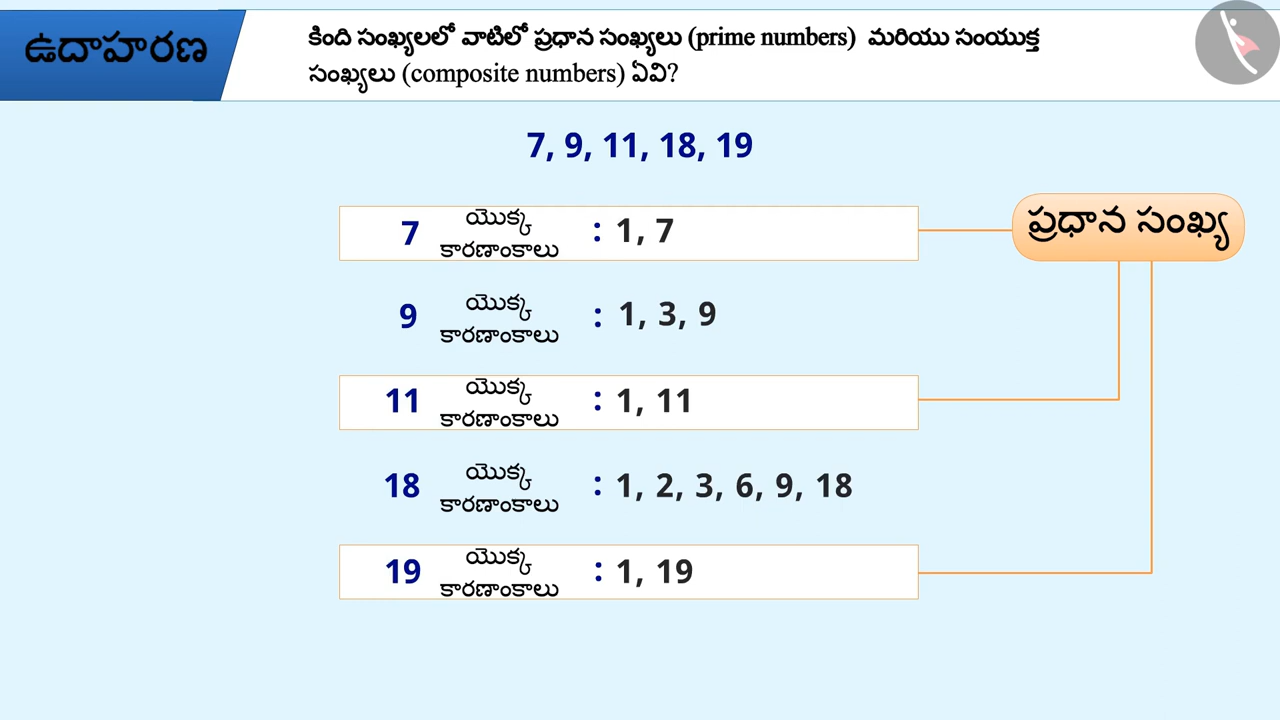 ఉదాహరణ
కింది సంఖ్యలలో వాటిలో ప్రధాన సంఖ్యలు (prime numbers) మరియు సంయుక్త
సంఖ్యలు (composite numbers) ఏవి?
7, 9, 11, 18, 19
7 యొక్క కారణాంకాలు : 1, 7
ప్రధాన సంఖ్య
9 యొక్క కారణాంకాలు : 1, 3, 9
11 యొక్క కారణాంకాలు : 1, 11
18 యొక్క కారణాంకాలు : 1, 2, 3, 6, 9, 18
19 యొక్క కారణాంకాలు : 1, 19